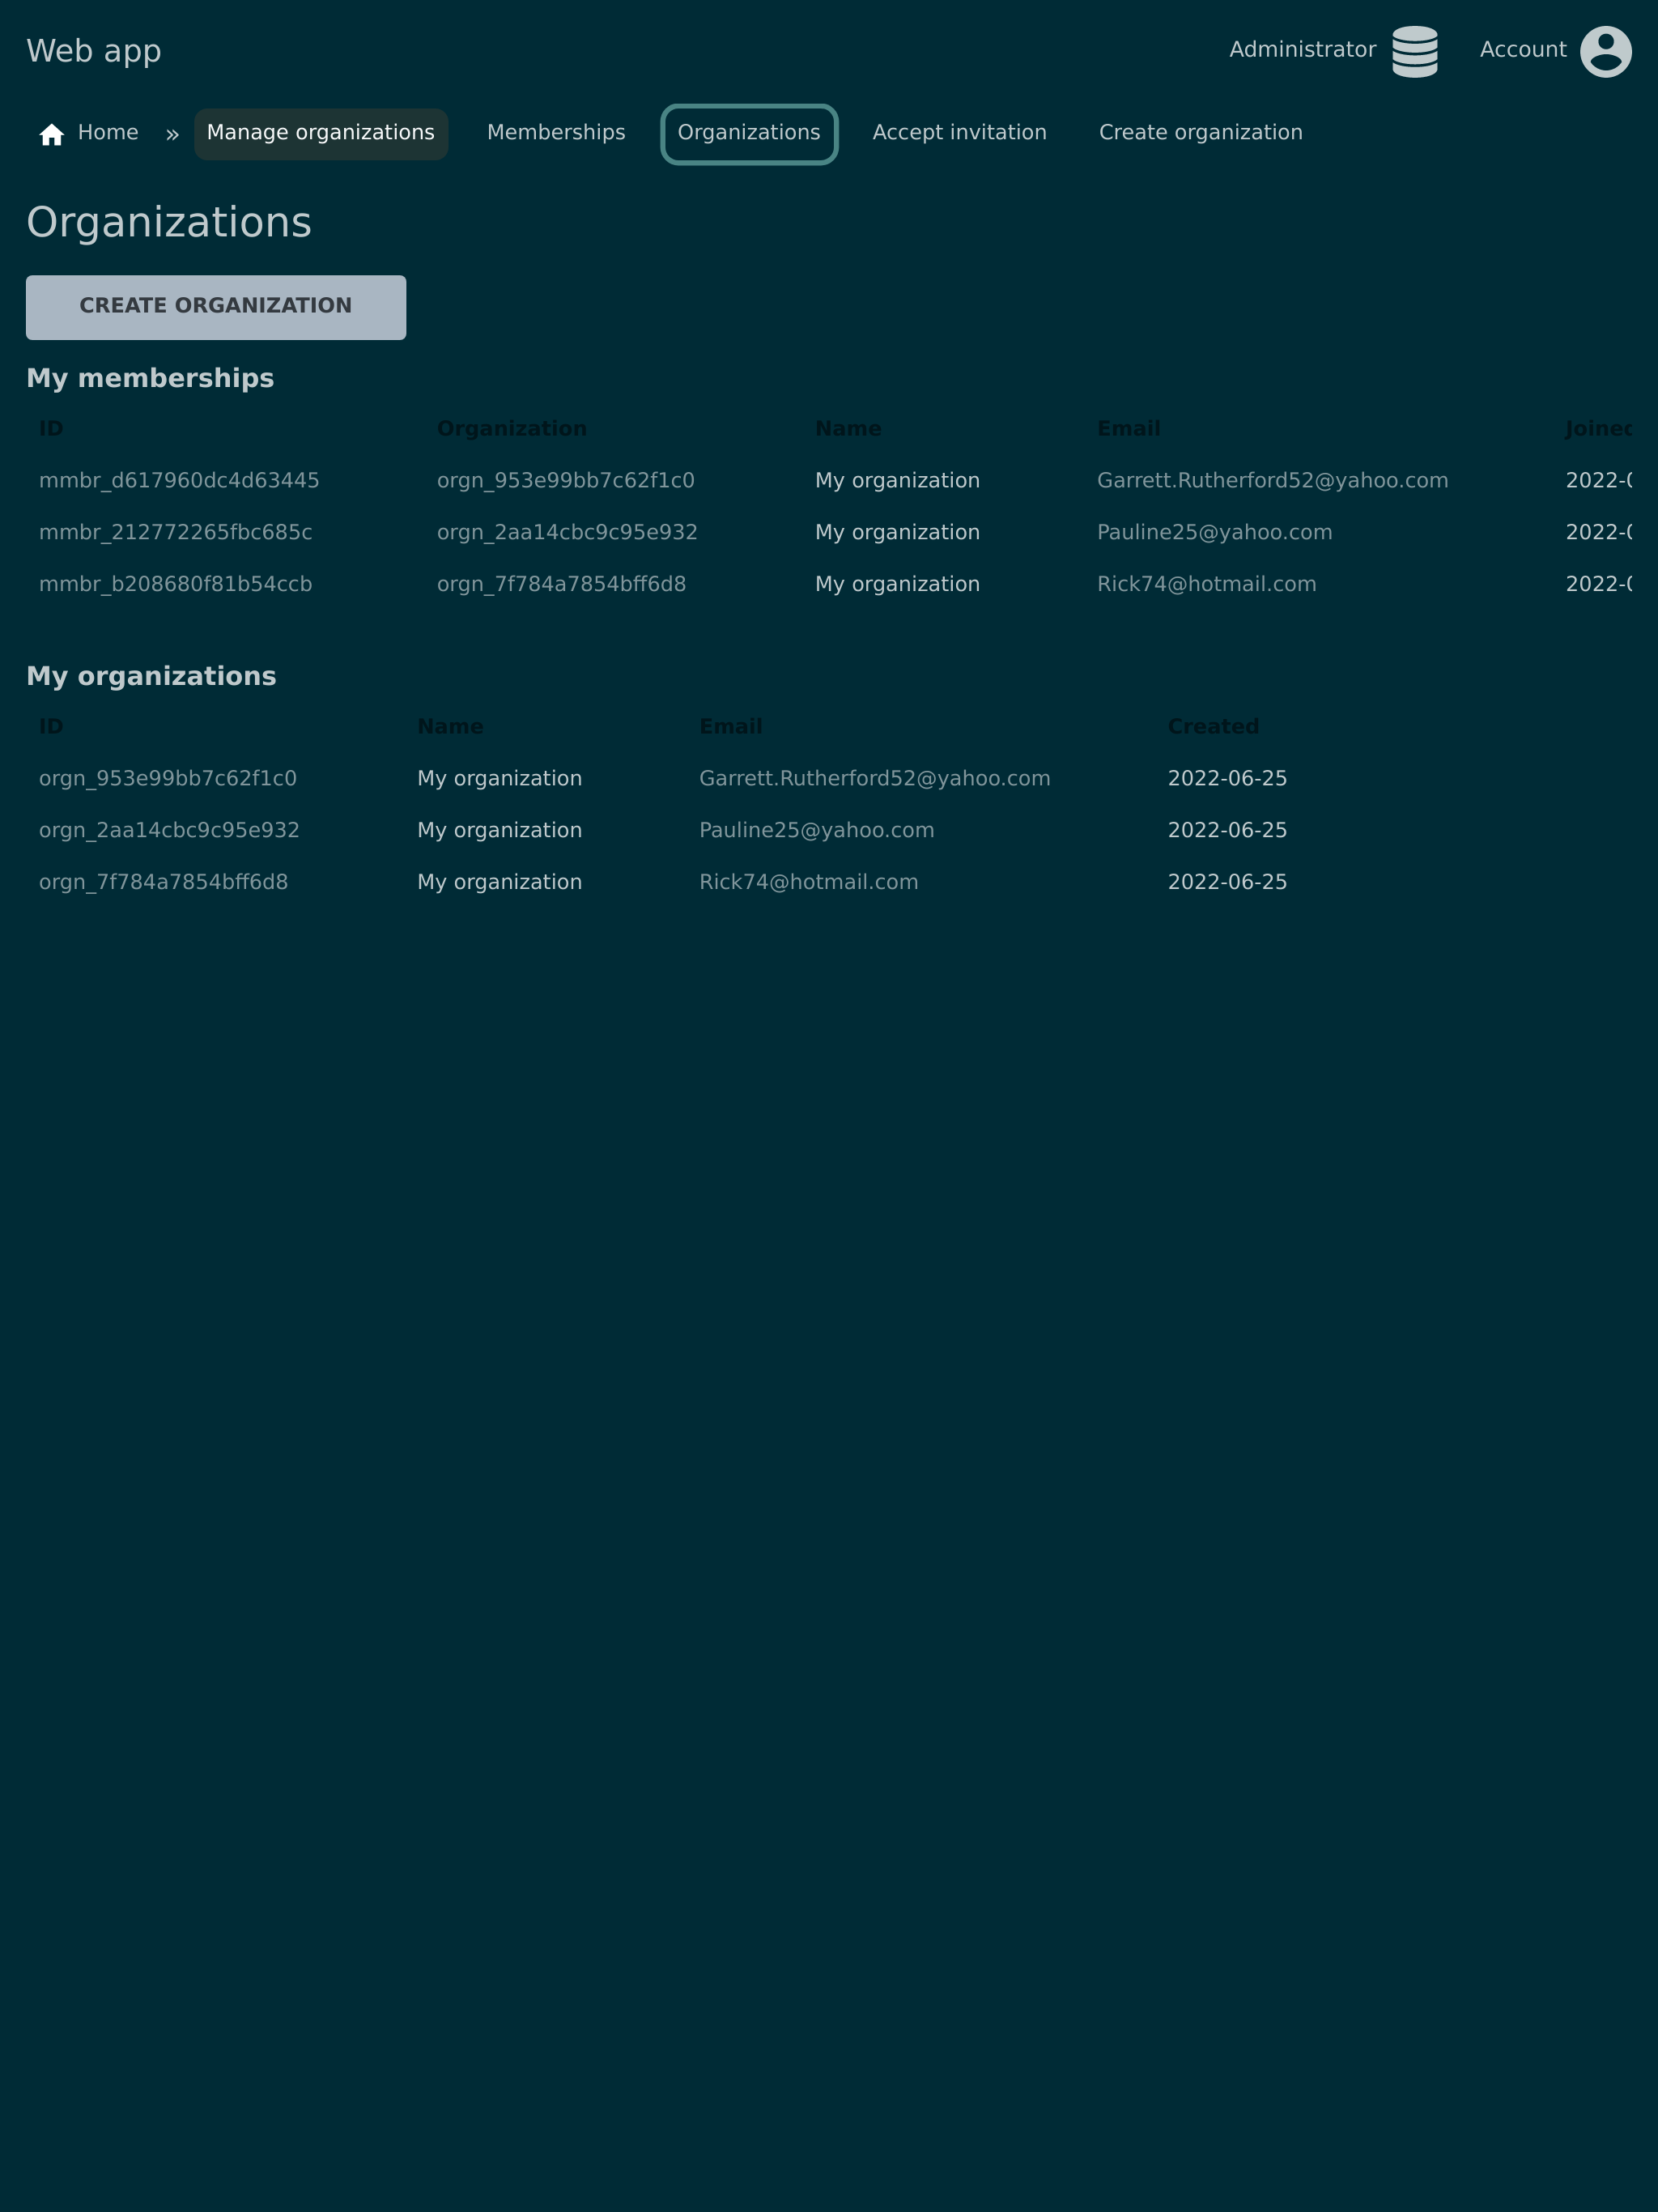 Web app Administrator Account
Home » Manage organizations Memberships Organizations Accept invitation Create organization
Organizations
CREATE ORGANIZATION
My memberships
ID Organization Name Email Joined
mmbr_d617960dc4d63445 orgn_953e99bb7c62f1c0 My organization Garrett.Rutherford52@yahoo.com 2022-0
mmbr_212772265fbc685c orgn_2aa14cbc9c95e932 My organization Pauline25@yahoo.com 2022-0
mmbr_b208680f81b54ccb orgn_7f784a7854bff6d8 My organization Rick74@hotmail.com 2022-0
My organizations
ID Name Email Created
orgn_953e99bb7c62f1c0 My organization Garrett.Rutherford52@yahoo.com 2022-06-25
orgn_2aa14cbc9c95e932 My organization Pauline25@yahoo.com 2022-06-25
orgn_7f784a7854bff6d8 My organization Rick74@hotmail.com 2022-06-25